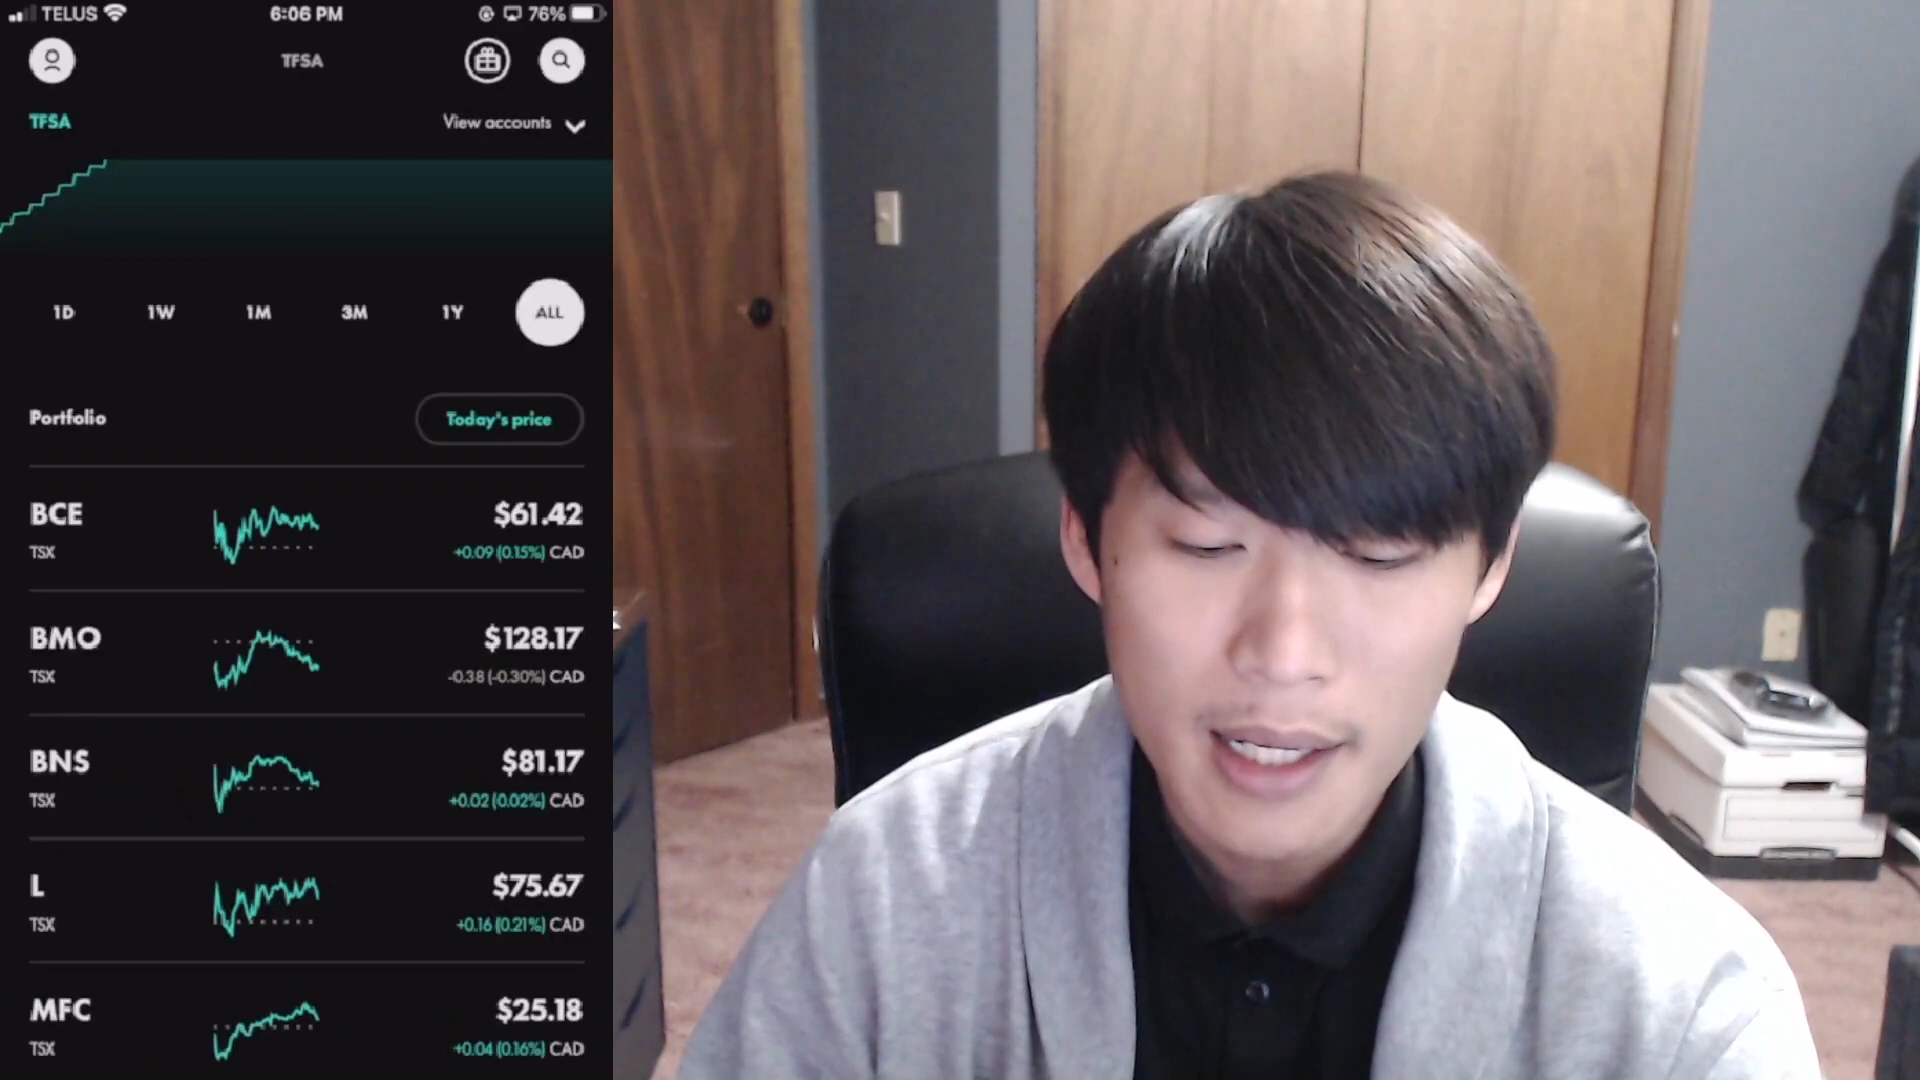 TELUS 6:06 PM 76%
TFSA
TFSA View accounts
1D 1W 1M 3M 1Y ALL
Portfolio Today's price
BCE $61.42
TSX +0.09 (0.15%) CAD
BMO $128.17
TSX -0.38 (-0.30%) CAD
BNS $81.17
TSX +0.02 (0.02%) CAD
L $75.67
TSX +0.16 (0.21%) CAD
MFC $25.18
TSX +0.04 (0.16%) CAD